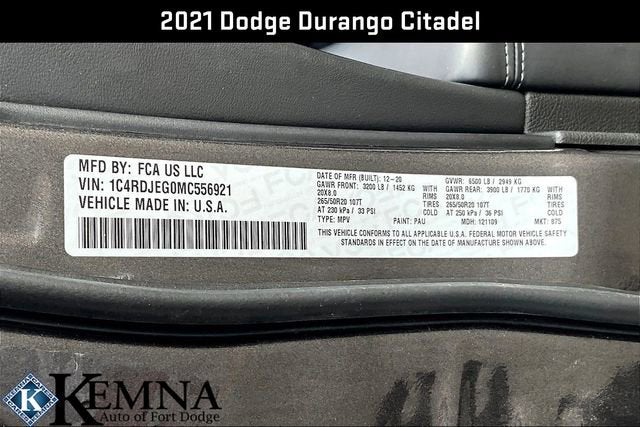 2021 Dodge Durango Citadel
MFD BY: FCA US LLC
VIN: 1C4RDJEG0MC556921
VEHICLE MADE IN: U.S.A.
DATE OF MFR (BUILT): 12-20 GVWR: 6500 LB / 2949 KG
GAWR FRONT: 3200 LB / 1452 KG WITH GAWR REAR: 3900 LB / 1770 KG WITH
20X8.0 RIMS 20X8.0 RIMS
265/50R20 107T TIRES 265/50R20 107T TIRES
AT 230 kPa / 33 PSI COLD AT 250 kPa / 36 PSI COLD
TYPE: MPV PAINT: PAU MDH: 121109 MKT: B75
THIS VEHICLE CONFORMS TO ALL APPLICABLE U.S.A. FEDERAL MOTOR VEHICLE SAFETY
STANDARDS IN EFFECT ON THE DATE OF MANUFACTURE SHOWN ABOVE.
KEMNA
Auto of Fort Dodge